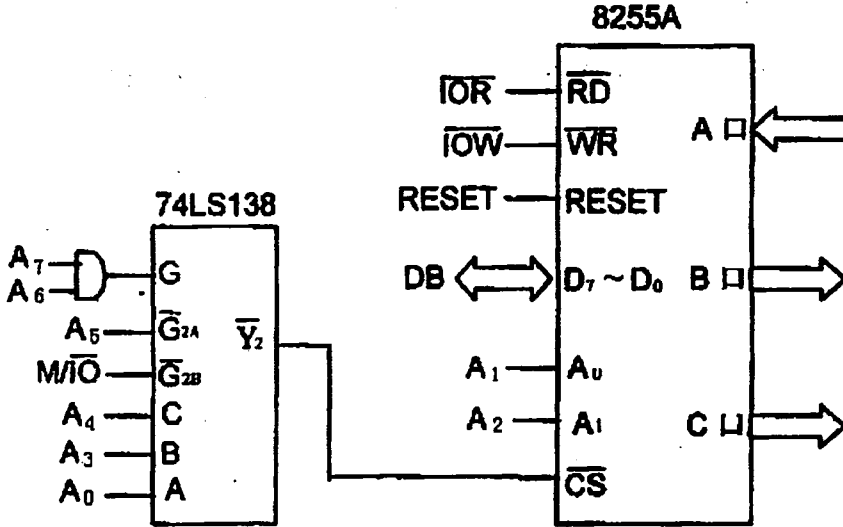 8255A
IOR RD
IOW WR
RESET RESET
DB D₇~D₀
A₁ A₀
A₂ A₁
CS
A 口
B 口
C 口
74LS138
A₇
A₆
G
A₅ G₂A
M/IO G₂B
A₄ C
A₃ B
A₀ A
Y₂